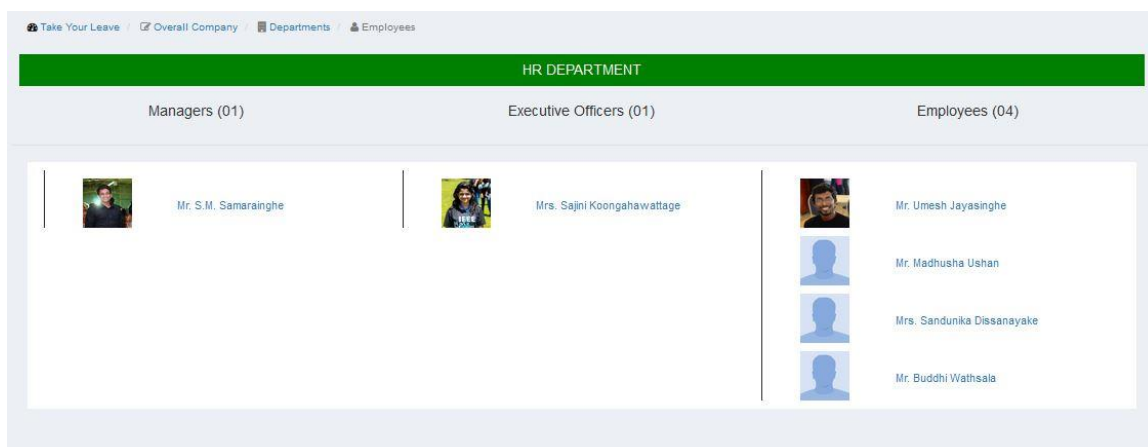 Take Your Leave / Overall Company / Departments / Employees
HR DEPARTMENT
Managers (01) Executive Officers (01) Employees (04)
Mr. S.M. Samarainghe Mrs. Sajini Koongahawattage Mr. Umesh Jayasinghe
Mr. Madhusha Ushan
Mrs. Sandunika Dissanayake
Mr. Buddhi Wathsala